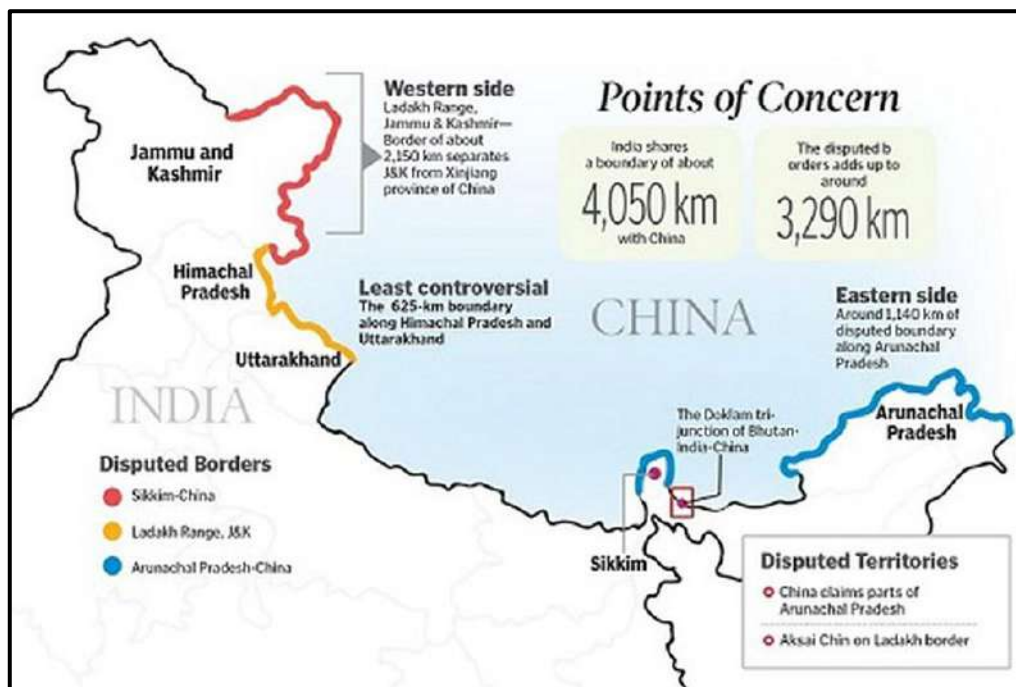 Points of Concern
Western side
Ladakh Range,
Jammu & Kashmir—
Border of about
2,150 km separates
J&K from Xinjiang
province of China
India shares
a boundary of about
4,050 km
with China
The disputed b
orders adds up to
around
3,290 km
Jammu and
Kashmir
Himachal
Pradesh
Least controversial
The 625-km boundary
along Himachal Pradesh and
Uttarakhand
CHINA
Eastern side
Around 1,140 km of
disputed boundary
along Arunachal
Pradesh
Uttarakhand
INDIA
The Doklam tri-
junction of Bhutan-
India-China
Arunachal
Pradesh
Disputed Borders
Sikkim-China
Ladakh Range, J&K
Arunachal Pradesh-China
Sikkim
Disputed Territories
China claims parts of
Arunachal Pradesh
Aksai Chin on Ladakh border